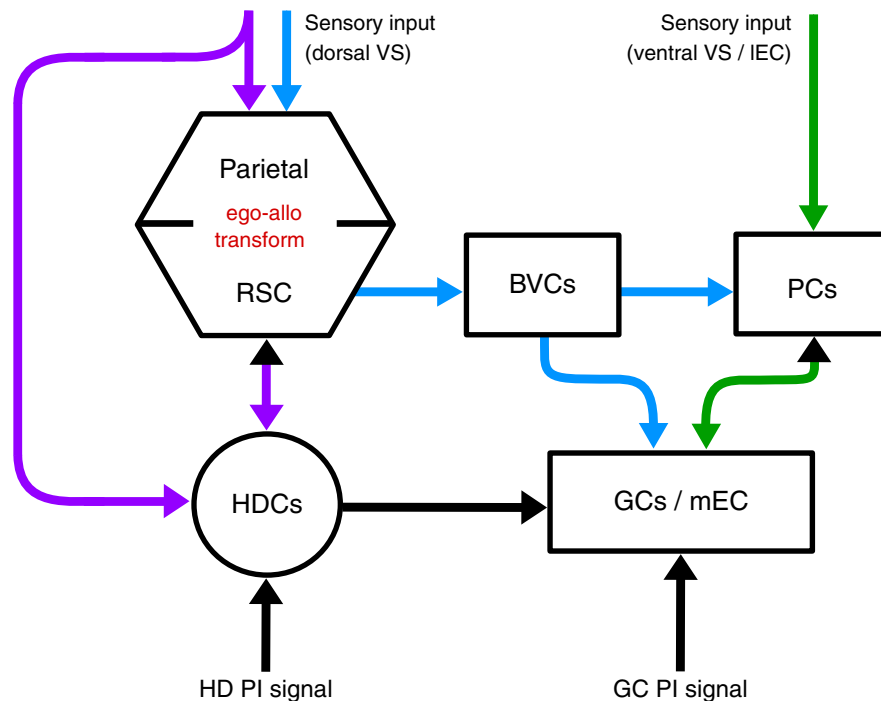 Sensory input
(dorsal VS)
Sensory input
(ventral VS / lEC)
Parietal
ego-allo
transform
RSC
BVCs
PCs
HDCs
GCs / mEC
HD PI signal
GC PI signal